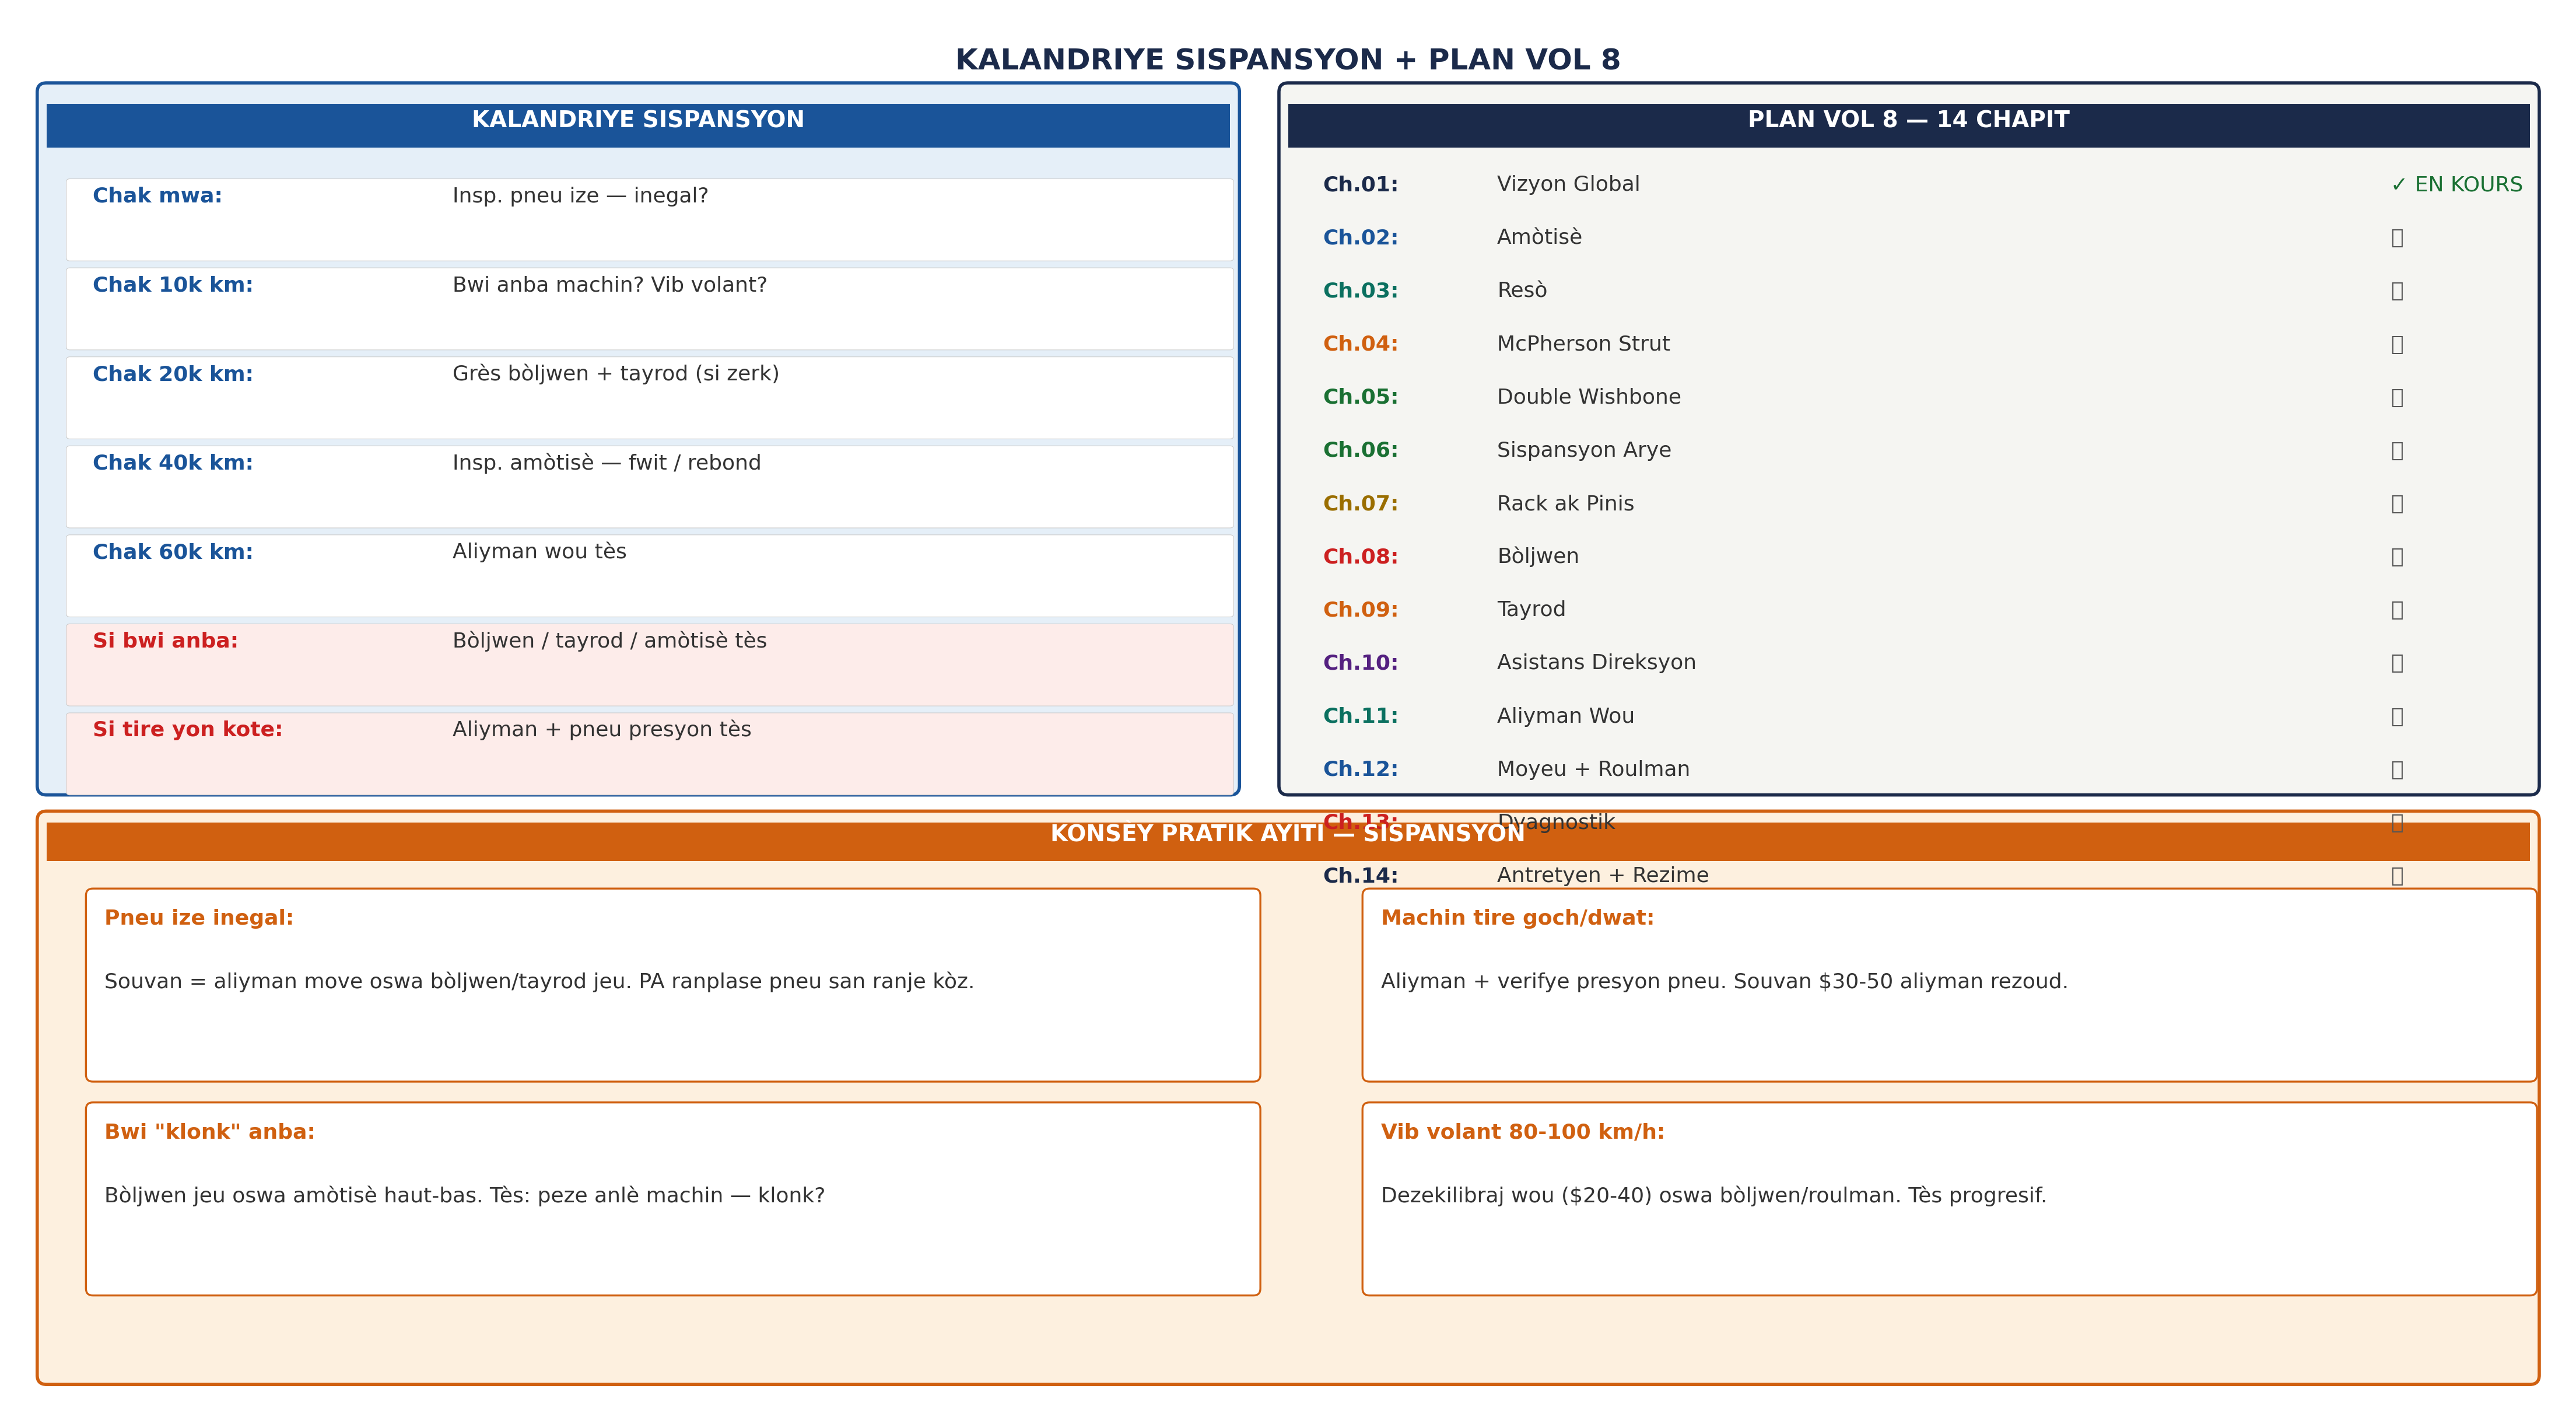 KALANDRIYE SISPANSYON + PLAN VOL 8
KALANDRIYE SISPANSYON
Chak mwa: Insp. pneu ize — inegal?
Chak 10k km: Bwi anba machin? Vib volant?
Chak 20k km: Grès bòljwen + tayrod (si zerk)
Chak 40k km: Insp. amòtisè — fwit / rebond
Chak 60k km: Aliyman wou tès
Si bwi anba: Bòljwen / tayrod / amòtisè tès
Si tire yon kote: Aliyman + pneu presyon tès
PLAN VOL 8 — 14 CHAPIT
Ch.01: Vizyon Global ✓ EN KOURS
Ch.02: Amòtisè
Ch.03: Resò
Ch.04: McPherson Strut
Ch.05: Double Wishbone
Ch.06: Sispansyon Arye
Ch.07: Rack ak Pinis
Ch.08: Bòljwen
Ch.09: Tayrod
Ch.10: Asistans Direksyon
Ch.11: Aliyman Wou
Ch.12: Moyeu + Roulman
Ch.13: Dyagnostik
Ch.14: Antretyen + Rezime
KONSÈY PRATIK AYITI — SISPANSYON
Pneu ize inegal:
Souvan = aliyman move oswa bòljwen/tayrod jeu. PA ranplase pneu san ranje kòz.
Machin tire goch/dwat:
Aliyman + verifye presyon pneu. Souvan $30-50 aliyman rezoud.
Bwi "klonk" anba:
Bòljwen jeu oswa amòtisè haut-bas. Tès: peze anlè machin — klonk?
Vib volant 80-100 km/h:
Dezekilibraj wou ($20-40) oswa bòljwen/roulman. Tès progresif.